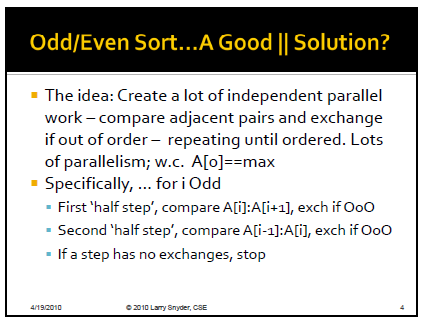 Odd/Even Sort...A Good || Solution?
The idea: Create a lot of independent parallel
work – compare adjacent pairs and exchange
if out of order – repeating until ordered. Lots
of parallelism; w.c. A[0]==max
Specifically, ... for i Odd
First ‘half step’, compare A[i]:A[i+1], exch if OoO
Second ‘half step’, compare A[i-1]:A[i], exch if OoO
If a step has no exchanges, stop
4/19/2010 © 2010 Larry Snyder, CSE 4